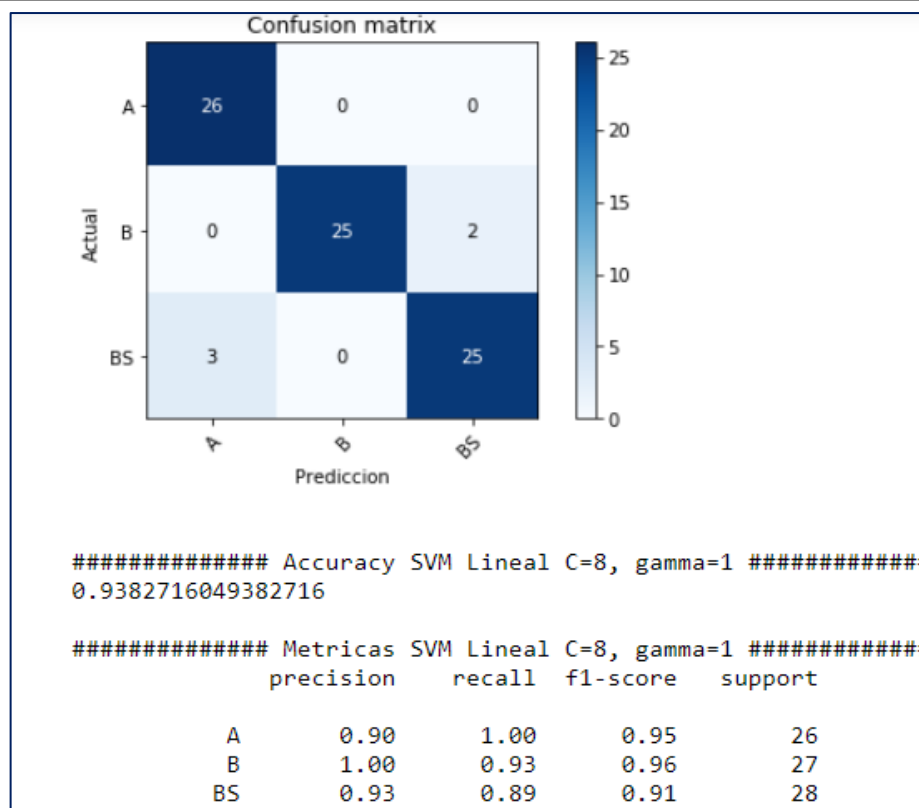 Confusion matrix
A 26 0 0
B 0 25 2
BS 3 0 25
Actual
A B BS
Prediccion
25
20
15
10
5
0
############## Accuracy SVM Lineal C=8, gamma=1 #############
0.9382716049382716
############## Metricas SVM Lineal C=8, gamma=1 #############
precision recall f1-score support
A 0.90 1.00 0.95 26
B 1.00 0.93 0.96 27
BS 0.93 0.89 0.91 28